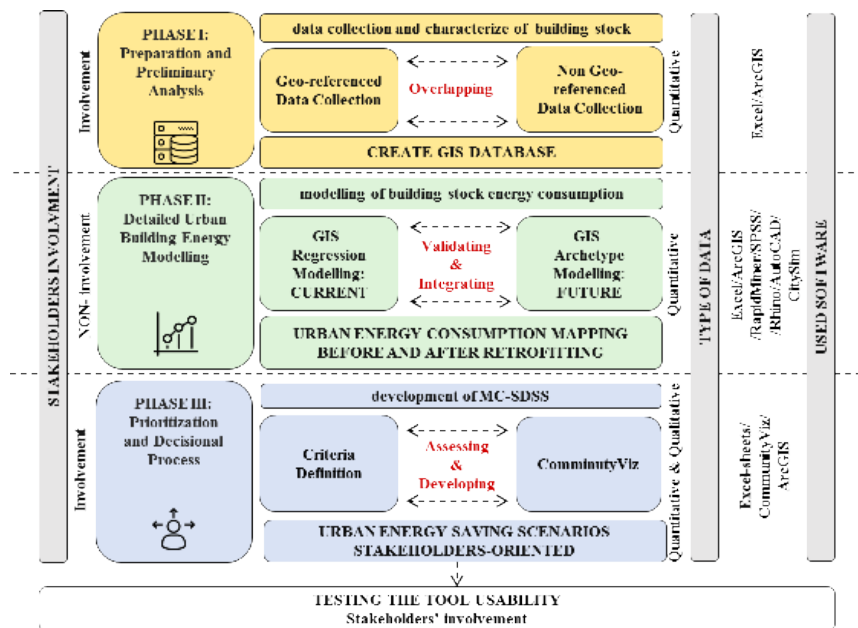 STAKEHOLDERS INVOLVMENT
Involvement
PHASE I:
Preparation and
Preliminary
Analysis
data collection and characterize of building stock
Geo-referenced
Data Collection
Overlapping
Non Geo-
referenced
Data Collection
CREATE GIS DATABASE
Quantitative
TYPE OF DATA
Excel/ArcGIS
USED SOFTWARE
NON- involvement
PHASE II:
Detailed Urban
Building Energy
Modelling
modelling of building stock energy consumption
GIS
Regression
Modelling:
CURRENT
Validating
&
Integrating
GIS
Archetype
Modelling:
FUTURE
URBAN ENERGY CONSUMPTION MAPPING
BEFORE AND AFTER RETROFITTING
Quantitative
Excel/ArcGIS
/RapidMiner/SPSS/
/Rhino/AutoCAD/
CitySim
Involvement
PHASE III:
Prioritization
and Decisional
Process
development of MC-SDSS
Criteria
Definition
Assessing
&
Developing
ComminutyViz
URBAN ENERGY SAVING SCENARIOS
STAKEHOLDERS-ORIENTED
Quantitative & Qualitative
Excel-sheets/
CommunityViz/
ArcGIS
TESTING THE TOOL USABILITY
Stakeholders' involvement